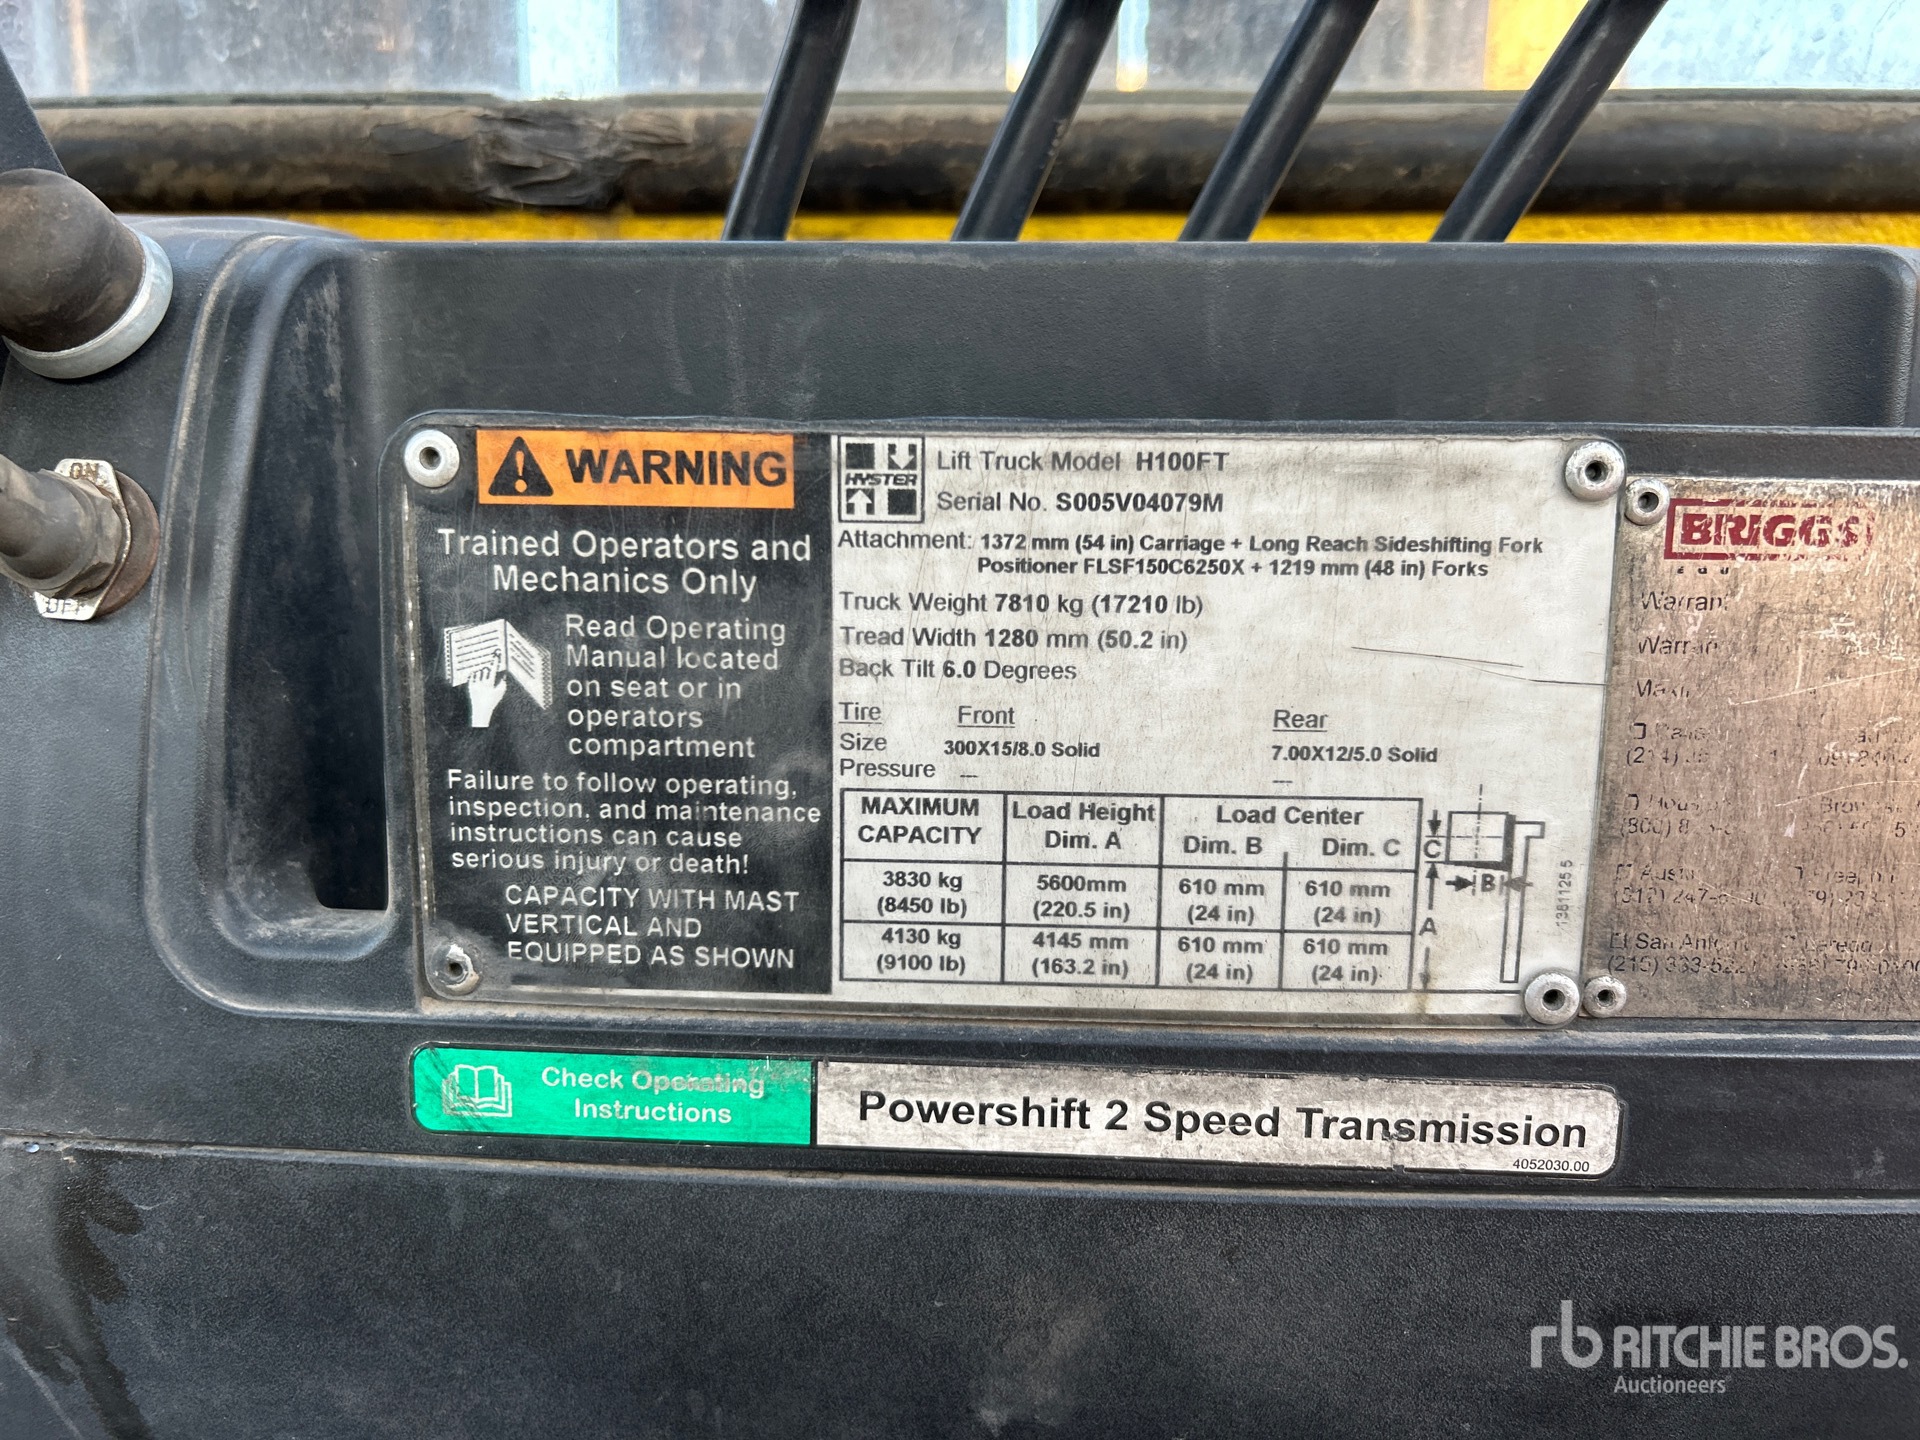 ON
OFF
WARNING
Trained Operators and
Mechanics Only
Read Operating
Manual located
on seat or in
operators
compartment
Failure to follow operating,
inspection, and maintenance
instructions can cause
serious injury or death!
CAPACITY WITH MAST
VERTICAL AND
EQUIPPED AS SHOWN
HYSTER
Lift Truck Model H100FT
Serial No. S005V04079M
Attachment: 1372 mm (54 in) Carriage + Long Reach Sideshifting Fork
Positioner FLSF150C6250X + 1219 mm (48 in) Forks
Truck Weight 7810 kg (17210 lb)
Tread Width 1280 mm (50.2 in)
Back Tilt 6.0 Degrees
Tire Front Rear
Size 300X15/8.0 Solid 7.00X12/5.0 Solid
Pressure --- ---
MAXIMUM CAPACITY Load Height Dim. A Load Center
Dim. B Dim. C
3830 kg 5600mm 610 mm 610 mm
(8450 lb) (220.5 in) (24 in) (24 in)
4130 kg 4145 mm 610 mm 610 mm
(9100 lb) (163.2 in) (24 in) (24 in)
C
B
A
BRIGGS
Check Operating
Instructions
Powershift 2 Speed Transmission
4052030.00
rb RITCHIE BROS.
Auctioneers